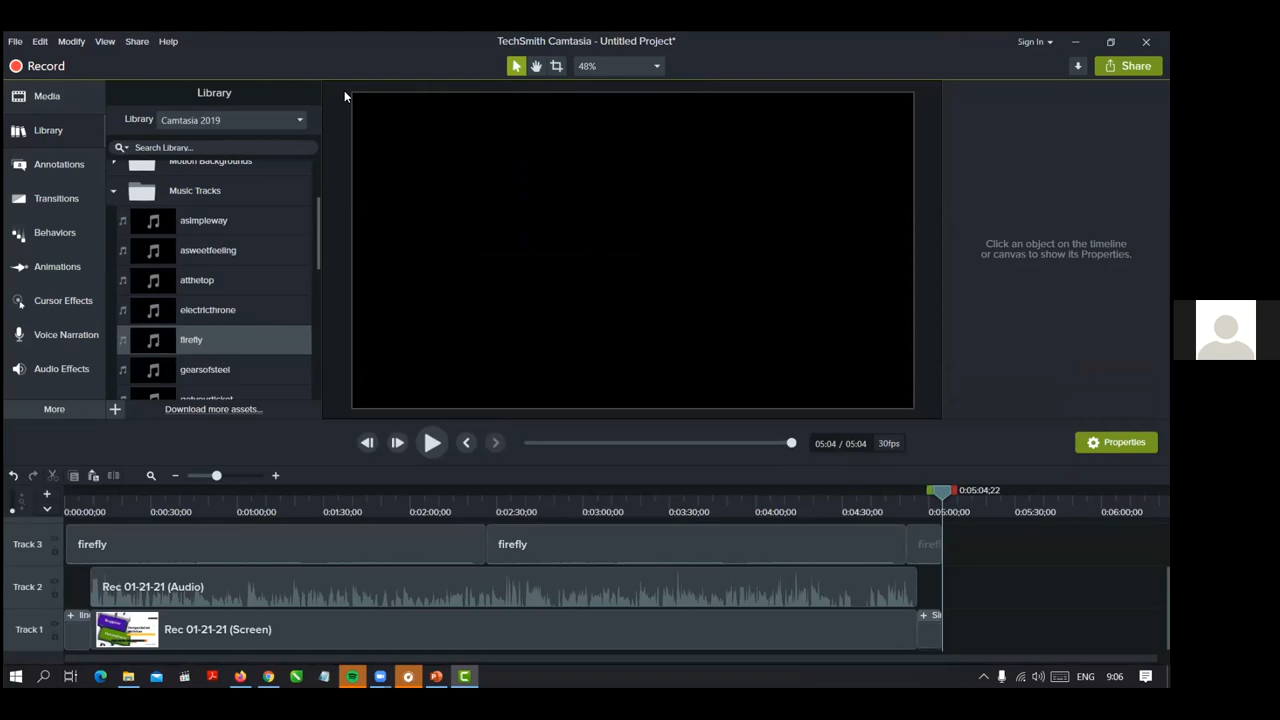 TechSmith Camtasia - Untitled Project*
File Edit Modify View Share Help
Sign In
Record
48%
Share
Media
Library
Annotations
Transitions
Behaviors
Animations
Cursor Effects
Voice Narration
Audio Effects
More
Library
Library Camtasia 2019
Search Library...
Motion Backgrounds
Music Tracks
asimpleway
asweetfeeling
atthetop
electricthrone
firefly
gearsofsteel
Download more assets...
Click an object on the timeline
or canvas to show its Properties.
05:04 / 05:04 30fps
Properties
0:05:04;22
0:00:00;00 0:00:30;00 0:01:00;00 0:01:30;00 0:02:00;00 0:02:30;00 0:03:00;00 0:03:30;00 0:04:00;00 0:04:30;00 0:05:00;00 0:05:30;00 0:06:00;00
Track 3 firefly firefly firefl
Track 2 Rec 01-21-21 (Audio)
Track 1 Rec 01-21-21 (Screen)
ENG 9:06